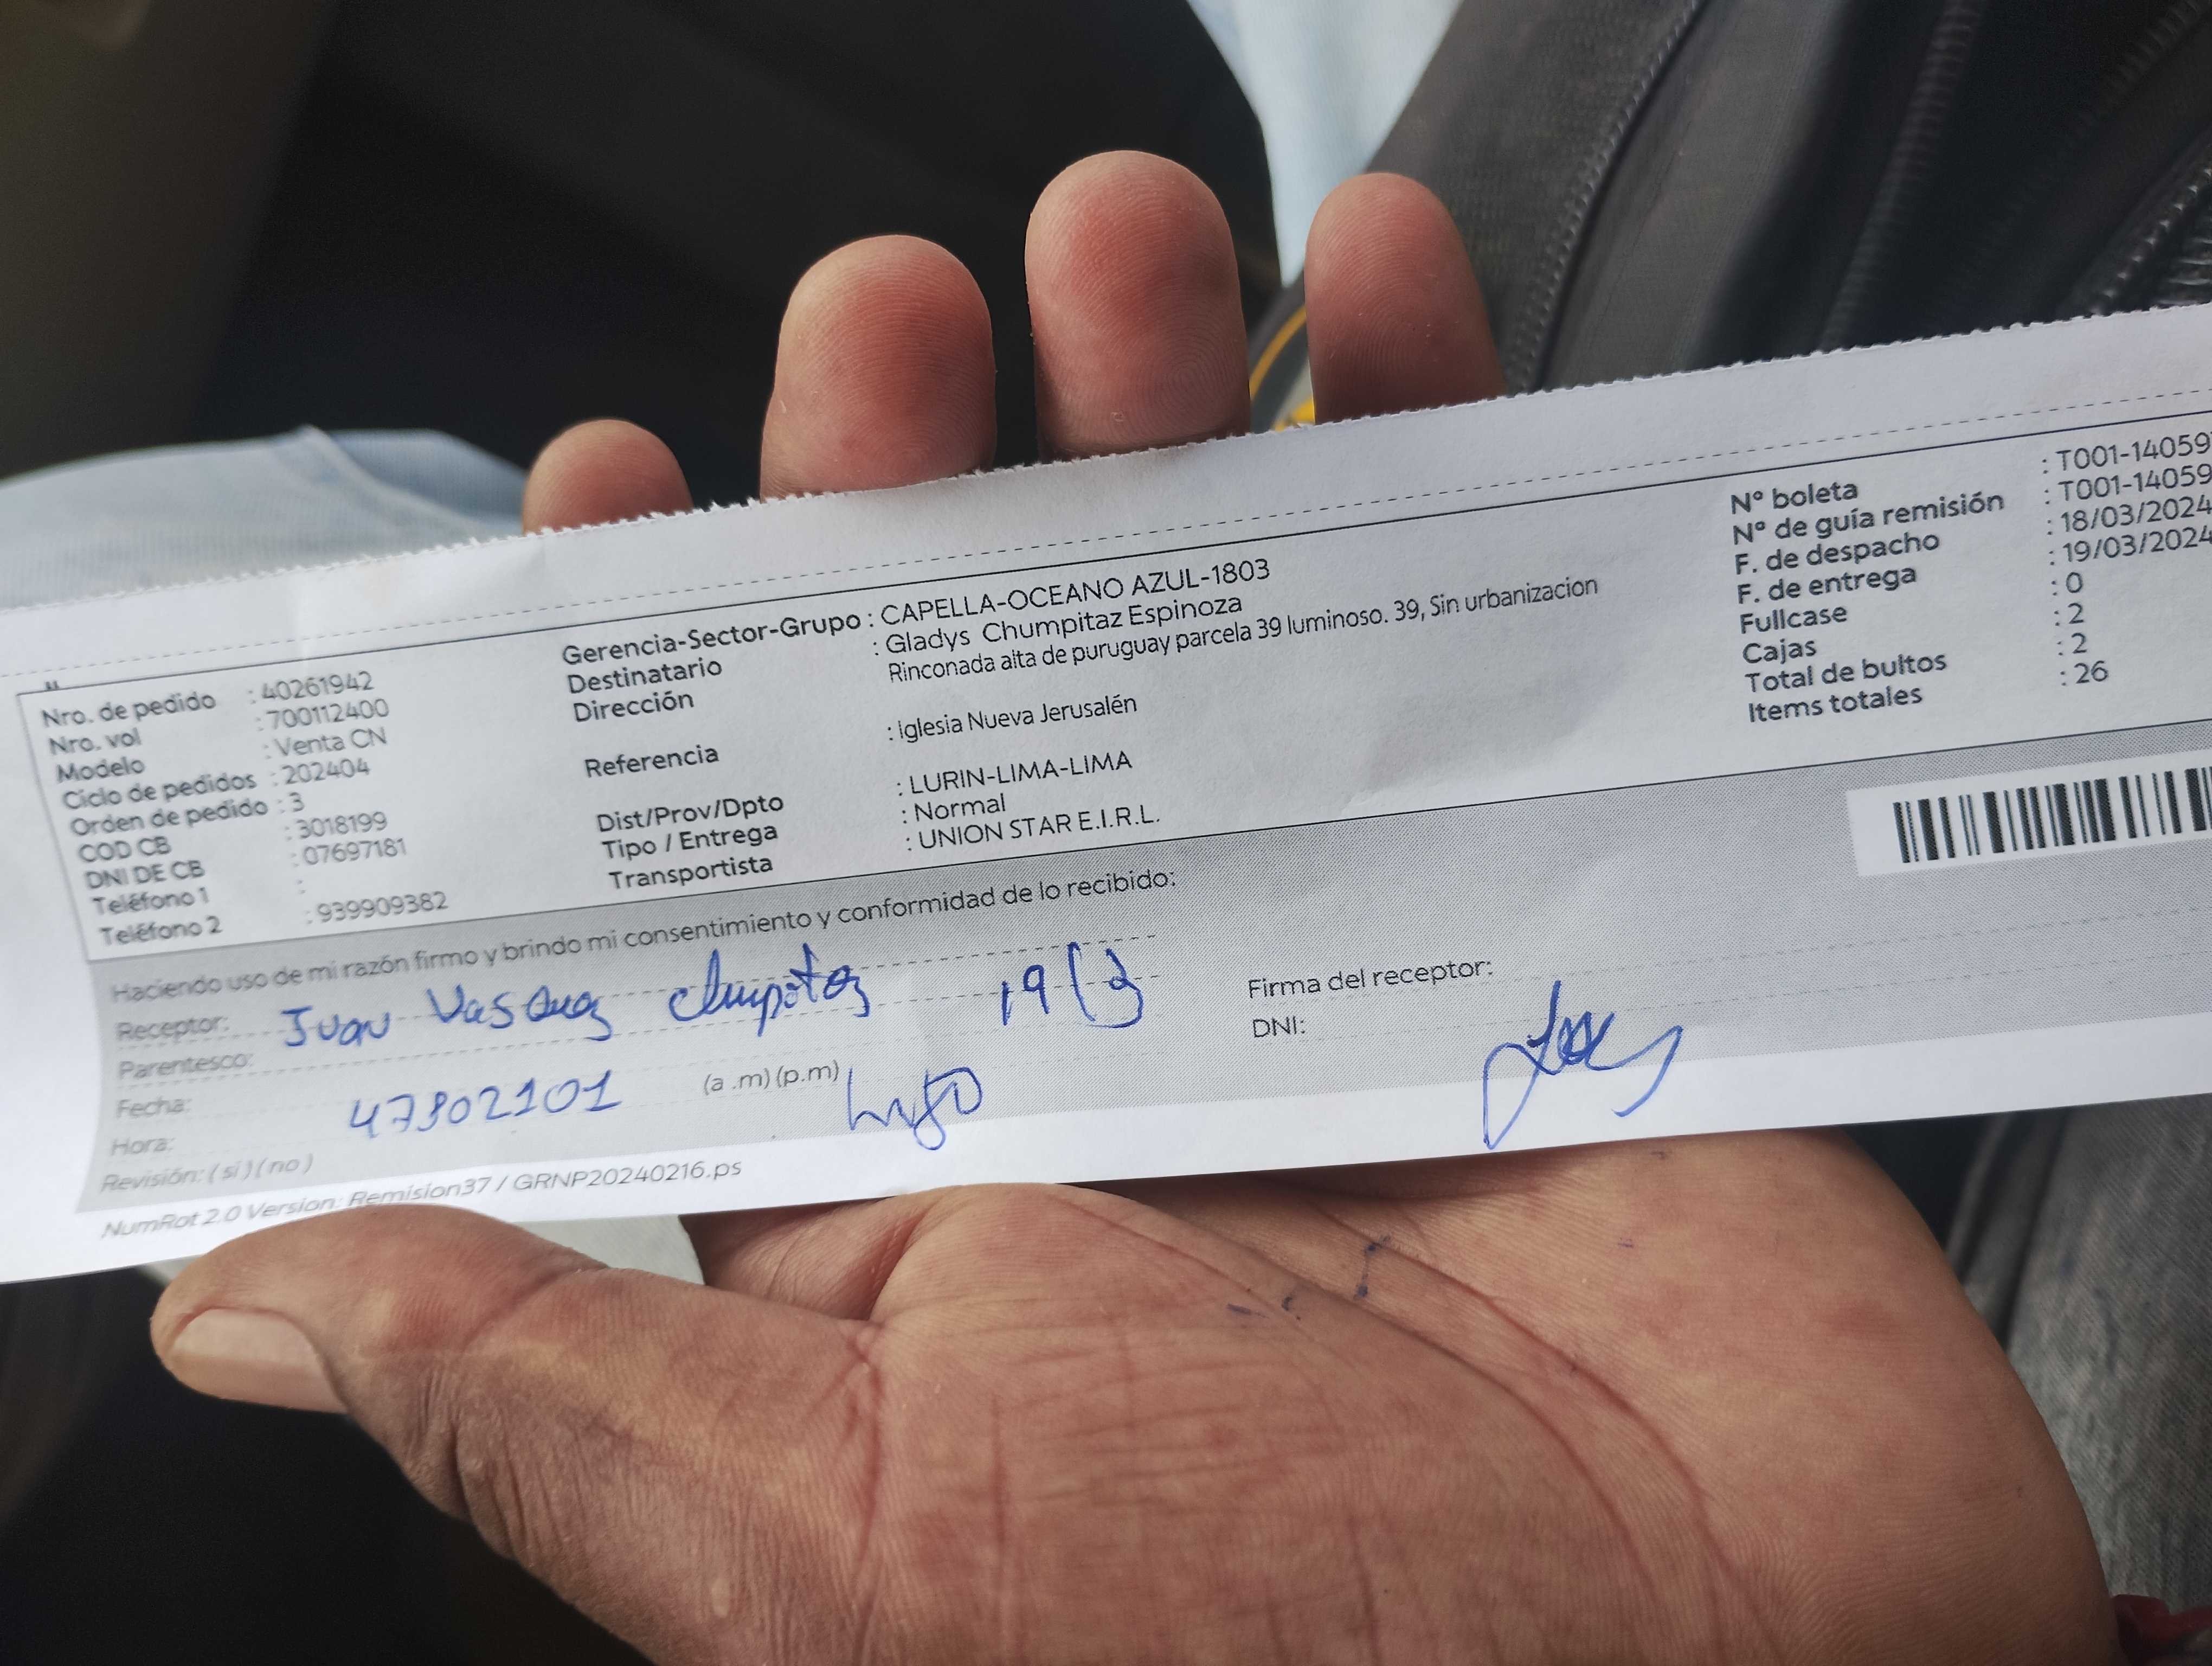 Nro. de pedido : 40261942
Nro. vol : 700112400
Modelo : Venta CN
Ciclo de pedidos : 202404
Orden de pedido : 3
COD CB : 3018199
DNI DE CB : 07697181
Teléfono 1 :
Teléfono 2 : 939909382
Gerencia-Sector-Grupo : CAPELLA-OCEANO AZUL-1803
Destinatario : Gladys Chumpitaz Espinoza
Dirección Rinconada alta de puruguay parcela 39 luminoso. 39, Sin urbanizacion
Referencia : Iglesia Nueva Jerusalén
Dist/Prov/Dpto : LURIN-LIMA-LIMA
Tipo / Entrega : Normal
Transportista : UNION STAR E.I.R.L.
N° boleta : T001-14059
N° de guía remisión : T001-14059
F. de despacho : 18/03/2024
F. de entrega : 19/03/2024
Fullcase : 0
Cajas : 2
Total de bultos : 2
Items totales : 26
Haciendo uso de mi razón firmo y brindo mi consentimiento y conformidad de lo recibido:
Receptor: Juan Vasquez Chumpitaz 19/3
Parentesco:
Fecha: 47302101 (a .m) (p.m) hijo
Hora:
Revisión: ( si ) ( no )
Firma del receptor:
DNI:
NumRot 2.0 Version: Remision37 / GRNP20240216.ps